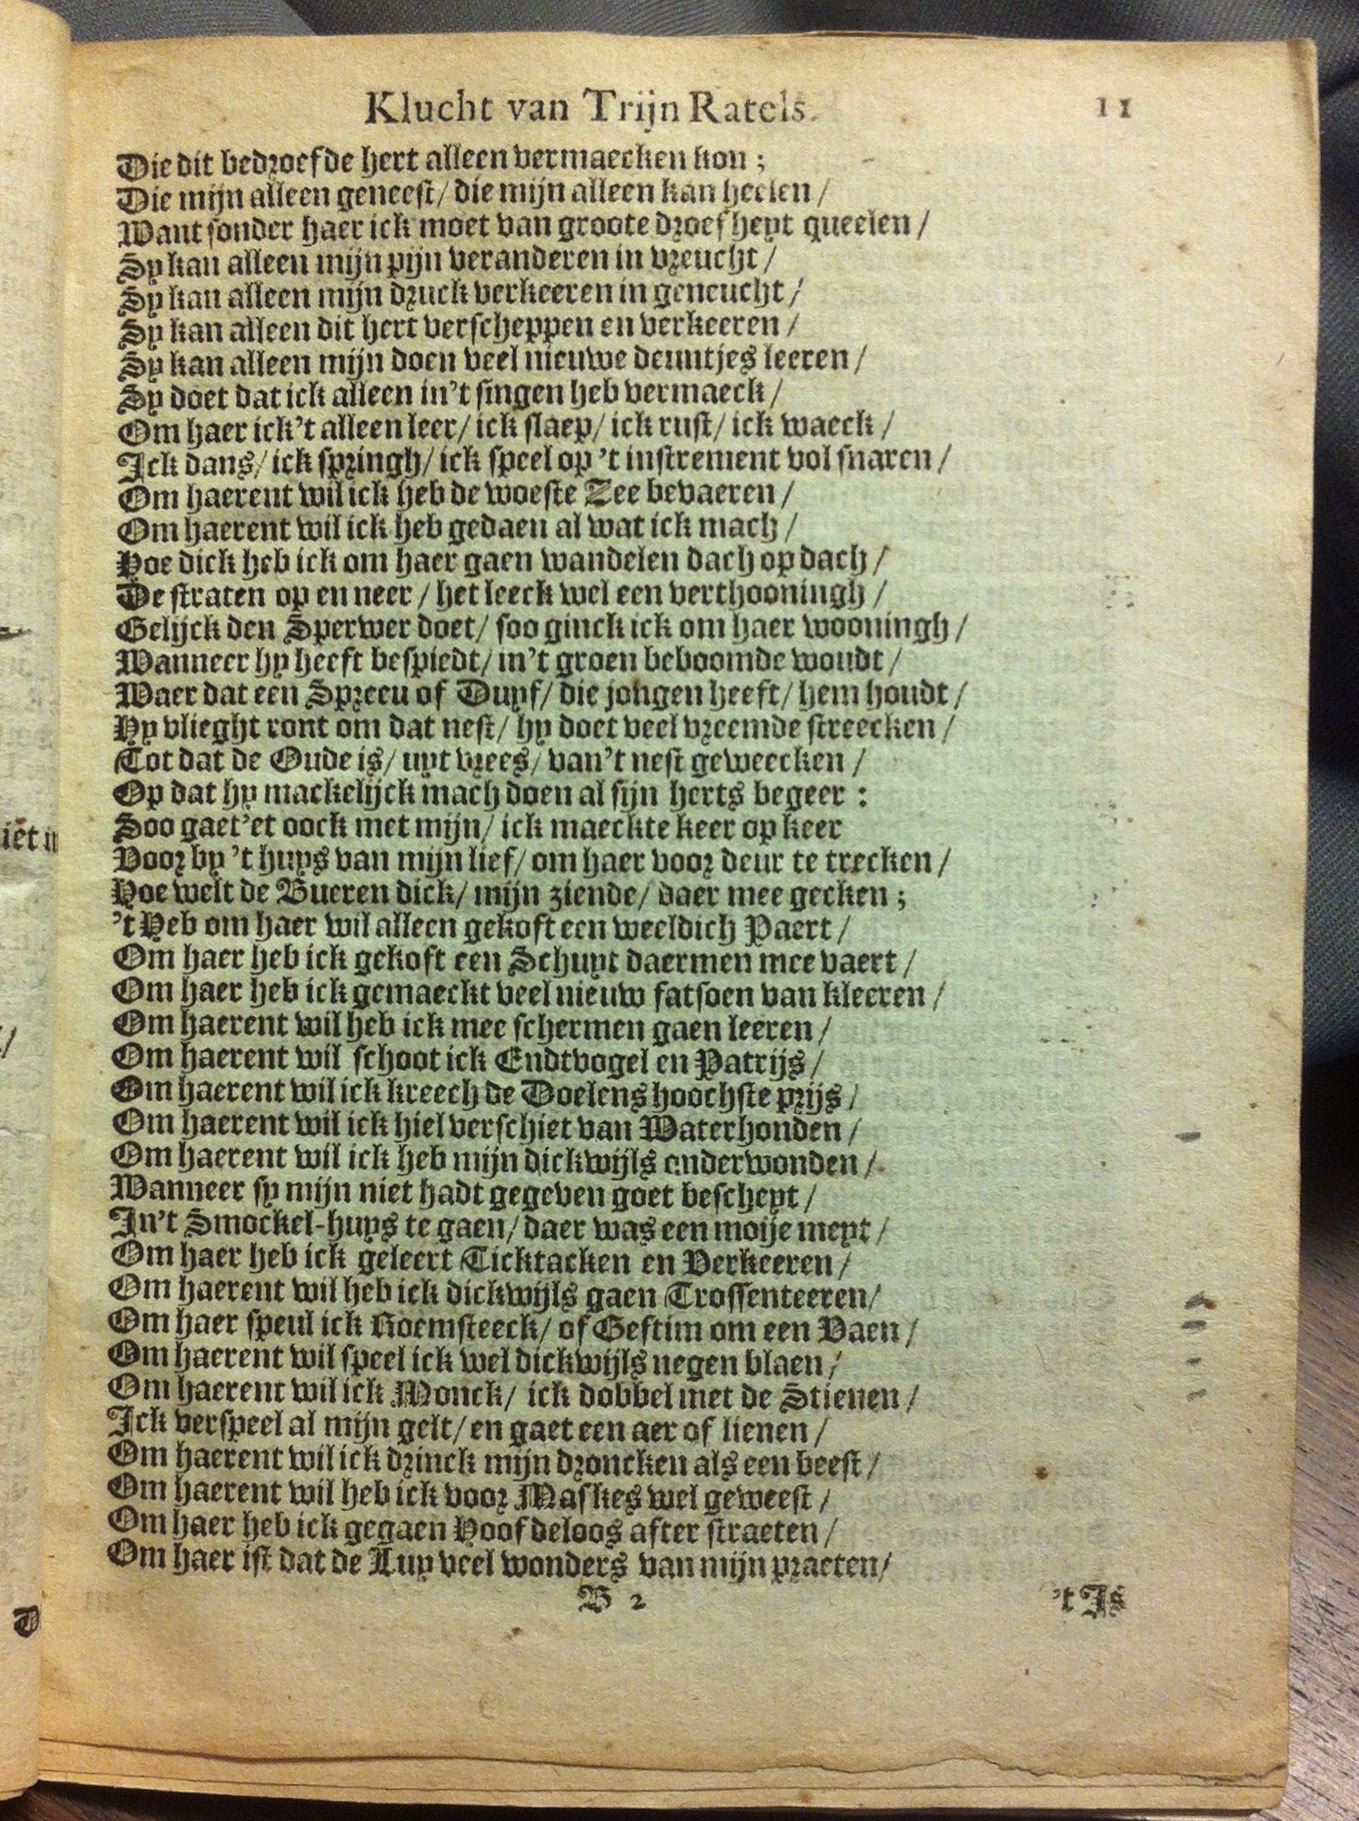 Klucht van Trijn Ratels. 11
Die dit bedroefde hert alleen vermaecken kon ;
Die mijn alleen geneest/ die mijn alleen kan heelen /
Want sonder haer ick moet van groote droefheyt queelen /
Sy kan alleen mijn pijn veranderen in vreucht /
Sy kan alleen mijn druck verkeeren in geneucht /
Sy kan alleen dit hert verscheppen en verkeeren /
Sy kan alleen mijn doen veel nieuwe deuntjes leeren /
Sy doet dat ick alleen in't singen heb vermaeck /
Om haer ick't alleen leer/ ick slaep/ ick rust/ ick waeck /
Ick dans/ ick springh/ ick speel op 't instrement vol snaren /
Om haerent wil ick heb de woeste Zee bevaeren /
Om haerent wil ick heb gedaen al wat ick mach /
Hoe dick heb ick om haer gaen wandelen dach op dach /
De straten op en neer / het leeck wel een verthooningh /
Gelijck den Sperwer doet/ soo ginck ick om haer wooningh /
Wanneer hy heeft bespiedt/ in't groen beboomde woudt /
Waer dat een Spreeu of Duyf/ die jongen heeft/ hem houdt /
Hy vlieght ront om dat nest/ hy doet veel vreemde streecken /
Tot dat de Oude is/ uyt vrees/ van't nest geweecken /
Op dat hy mackelijck mach doen al sijn herts begeer :
Soo gaet'et oock met mijn/ ick maeckte keer op keer
Voor by 't huys van mijn lief/ om haer voor deur te trecken /
Hoe welt de Bueren dick/ mijn ziende/ daer mee gecken ;
't Heb om haer wil alleen gekoft een weeldich Paert /
Om haer heb ick gekoft een Schuyt daermen mee vaert /
Om haer heb ick gemaeckt veel nieuw fatsoen van kleeren /
Om haerent wil heb ick mee schermen gaen leeren /
Om haerent wil schoot ick Endtvogel en Patrijs /
Om haerent wil ick kreech de Doelens hoochste prijs /
Om haerent wil ick hiel verschiet van Waterhonden /
Om haerent wil ick heb mijn dickwijls onderwonden /
Wanneer sy mijn niet hadt gegeven goet bescheyt /
In't Smockel-huys te gaen/ daer was een moije meyt /
Om haer heb ick geleert Ticktacken en Verkeeren /
Om haerent wil heb ick dickwijls gaen Trossenteeren/
Om haer speul ick Roemsteeck/ of Gestim om een Vaen /
Om haerent wil speel ick wel dickwijls negen blaen /
Om haerent wil ick Monck/ ick dobbel met de Stienen /
Ick verspeel al mijn gelt/ en gaet een aer of lienen /
Om haerent wil ick drinck mijn droncken als een beest /
Om haerent wil heb ick voor Maskes wel geweest /
Om haer heb ick gegaen Hoofdeloos after straeten /
Om haer ist dat de Luy veel wonders van mijn praeten/
B 2 't Is